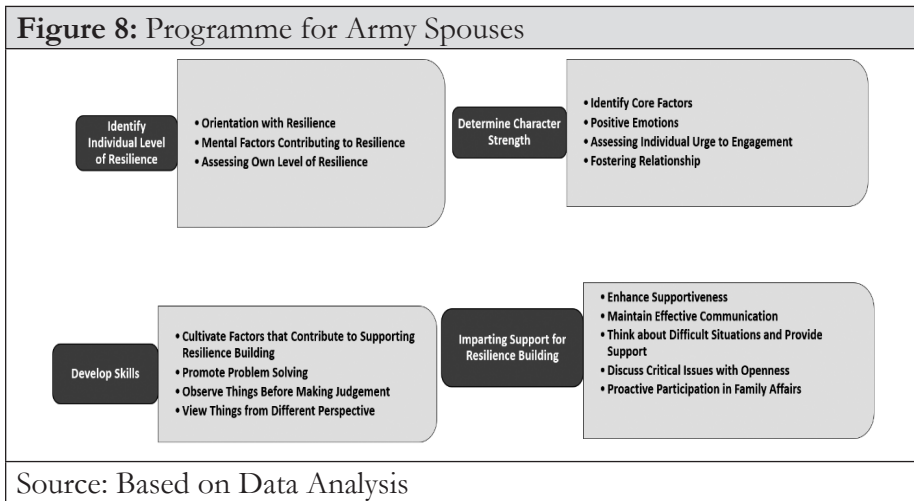 Figure 8: Programme for Army Spouses
Identify
Individual Level
of Resilience
• Orientation with Resilience
• Mental Factors Contributing to Resilience
• Assessing Own Level of Resilience
Determine Character
Strength
• Identify Core Factors
• Positive Emotions
• Assessing Individual Urge to Engagement
• Fostering Relationship
Develop Skills
• Cultivate Factors that Contribute to Supporting
Resilience Building
• Promote Problem Solving
• Observe Things Before Making Judgement
• View Things from Different Perspective
Imparting Support for
Resilience Building
• Enhance Supportiveness
• Maintain Effective Communication
• Think about Difficult Situations and Provide
Support
• Discuss Critical Issues with Openness
• Proactive Participation in Family Affairs
Source: Based on Data Analysis